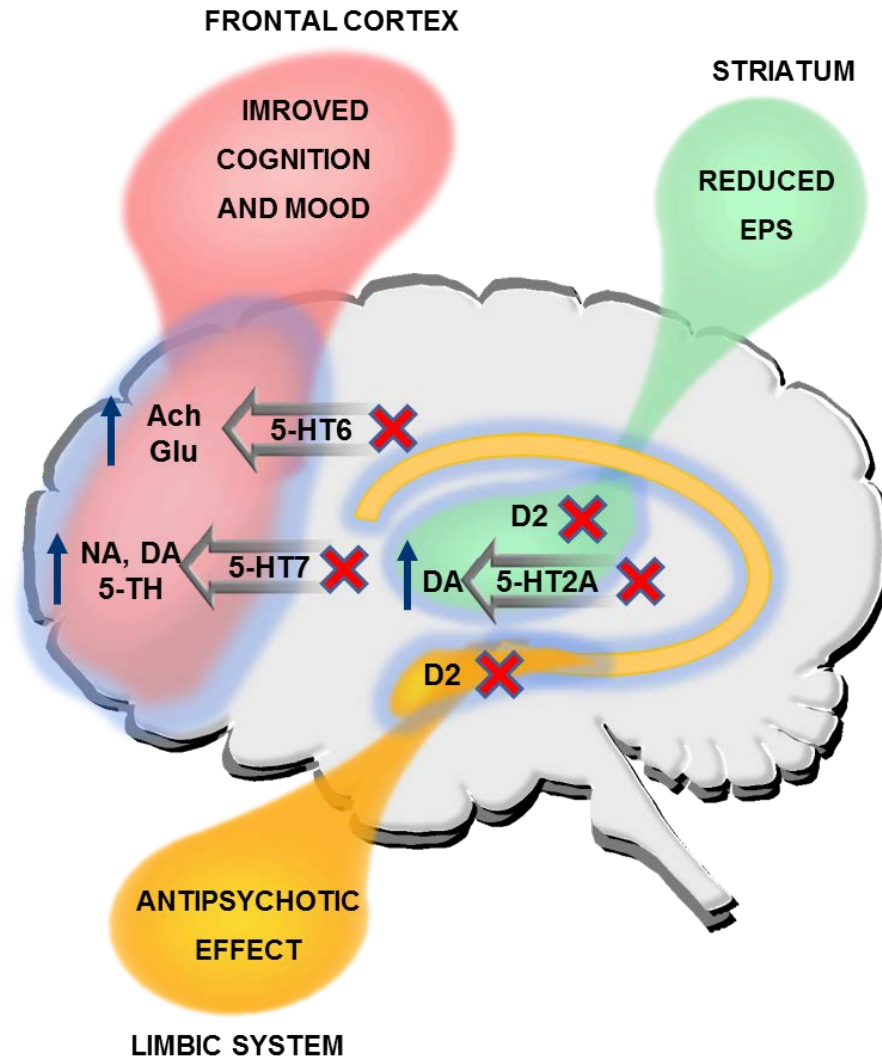 FRONTAL CORTEX
IMROVED
COGNITION
AND MOOD
STRIATUM
REDUCED
EPS
Ach
Glu
5-HT6
NA, DA
5-TH
5-HT7
D2
DA
5-HT2A
D2
ANTIPSYCHOTIC
EFFECT
LIMBIC SYSTEM